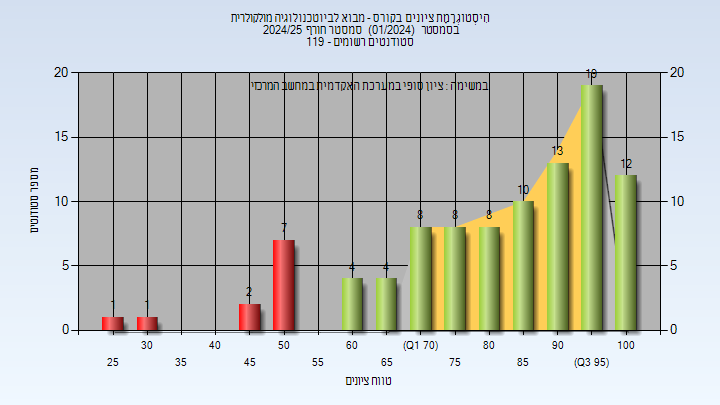 היסטוגרמת ציונים בקורס - מבוא לביוטכנולוגיה מולקולרית
בסמסטר (01/2024) סמסטר חורף 2024/25
סטודנטים רשומים - 119
במשימה : ציון סופי במערכת האקדמית במחשב המרכזי
מספר סטודנטים
20 15 10 5 0
20 15 10 5 0
1 1 2 7 4 4 8 8 8 10 13 19 12
30 40 50 60 (Q1 70) 80 90 100
25 35 45 55 65 75 85 (Q3 95)
טווח ציונים